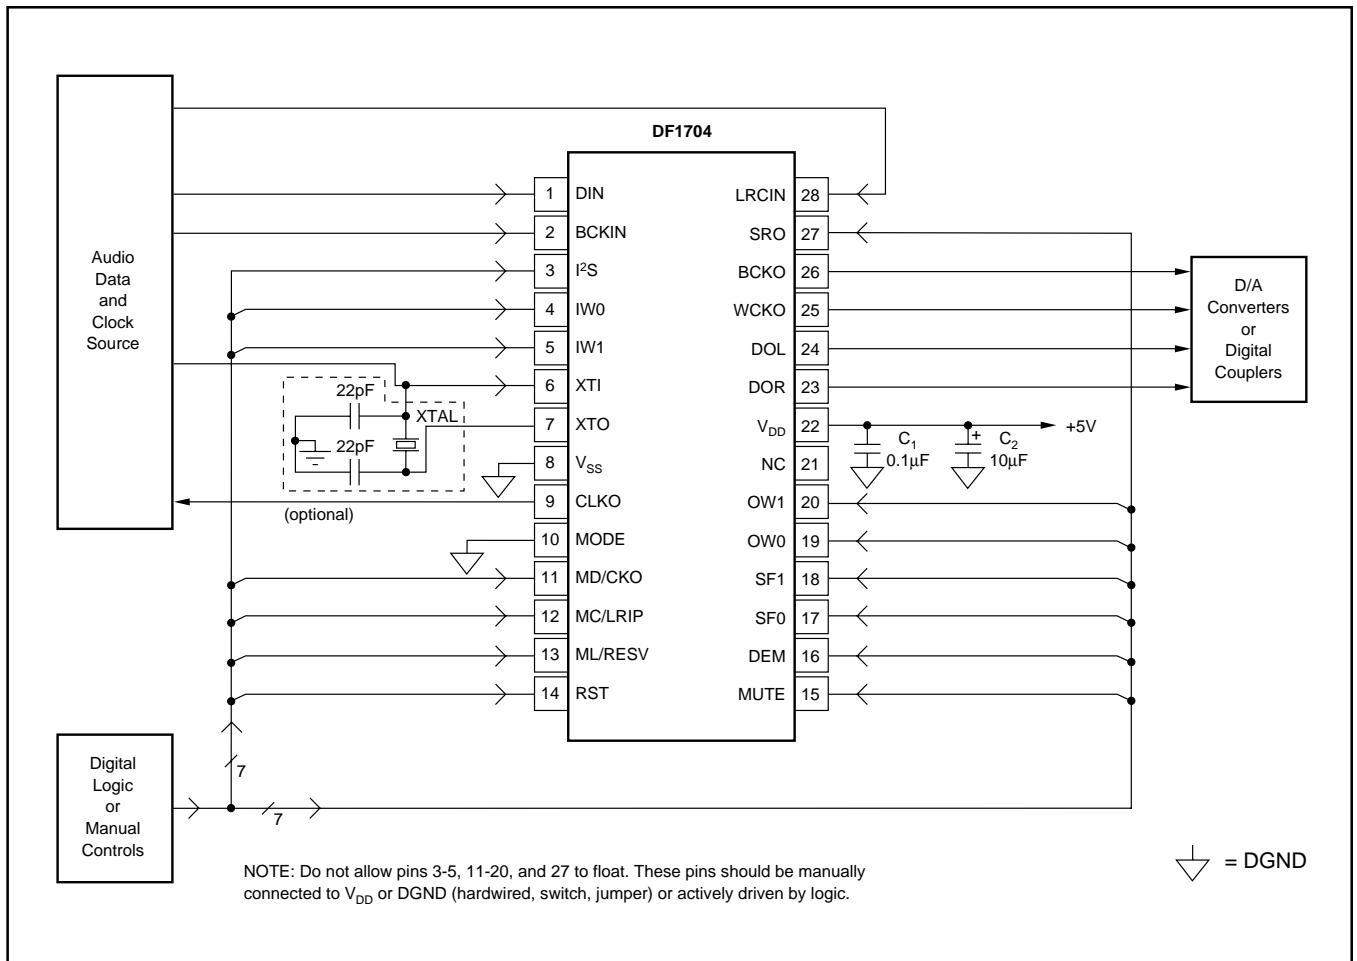 DF1704
Audio
Data
and
Clock
Source
1 DIN
2 BCKIN
3 I²S
4 IW0
5 IW1
6 XTI
7 XTO
8 VSS
9 CLKO
10 MODE
11 MD/CKO
12 MC/LRIP
13 ML/RESV
14 RST
LRCIN 28
SRO 27
BCKO 26
WCKO 25
DOL 24
DOR 23
VDD 22
NC 21
OW1 20
OW0 19
SF1 18
SF0 17
DEM 16
MUTE 15
22pF
XTAL
22pF
(optional)
D/A
Converters
or
Digital
Couplers
+5V
C1
0.1µF
+
C2
10µF
Digital
Logic
or
Manual
Controls
7
7
NOTE: Do not allow pins 3-5, 11-20, and 27 to float. These pins should be manually
connected to VDD or DGND (hardwired, switch, jumper) or actively driven by logic.
= DGND